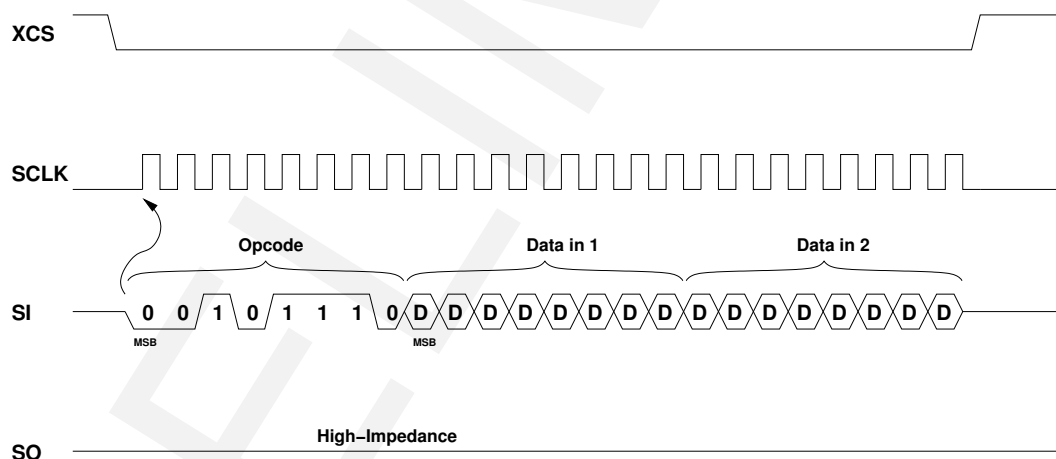 XCS
SCLK
Opcode Data in 1 Data in 2
SI 0 0 1 0 1 1 1 0 D D D D D D D D D D D D D D D D
MSB MSB
High−Impedance
SO